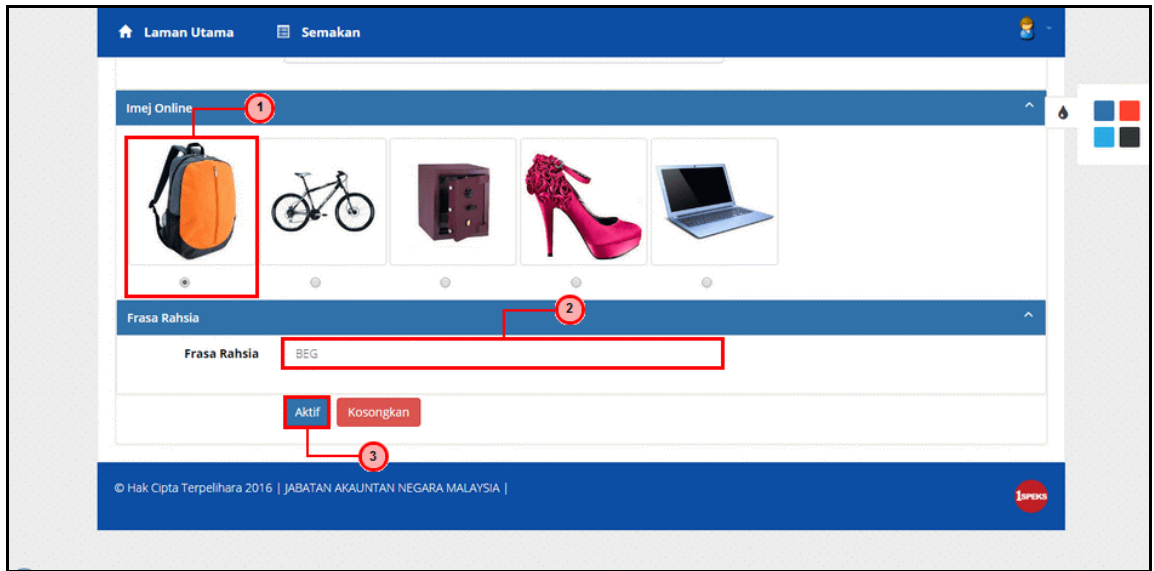 Laman Utama Semakan
Imej Online 1
2
Frasa Rahsia
Frasa Rahsia BEG
Aktif Kosongkan
3
© Hak Cipta Terpelihara 2016 | JABATAN AKAUNTAN NEGARA MALAYSIA |
1SPEKS